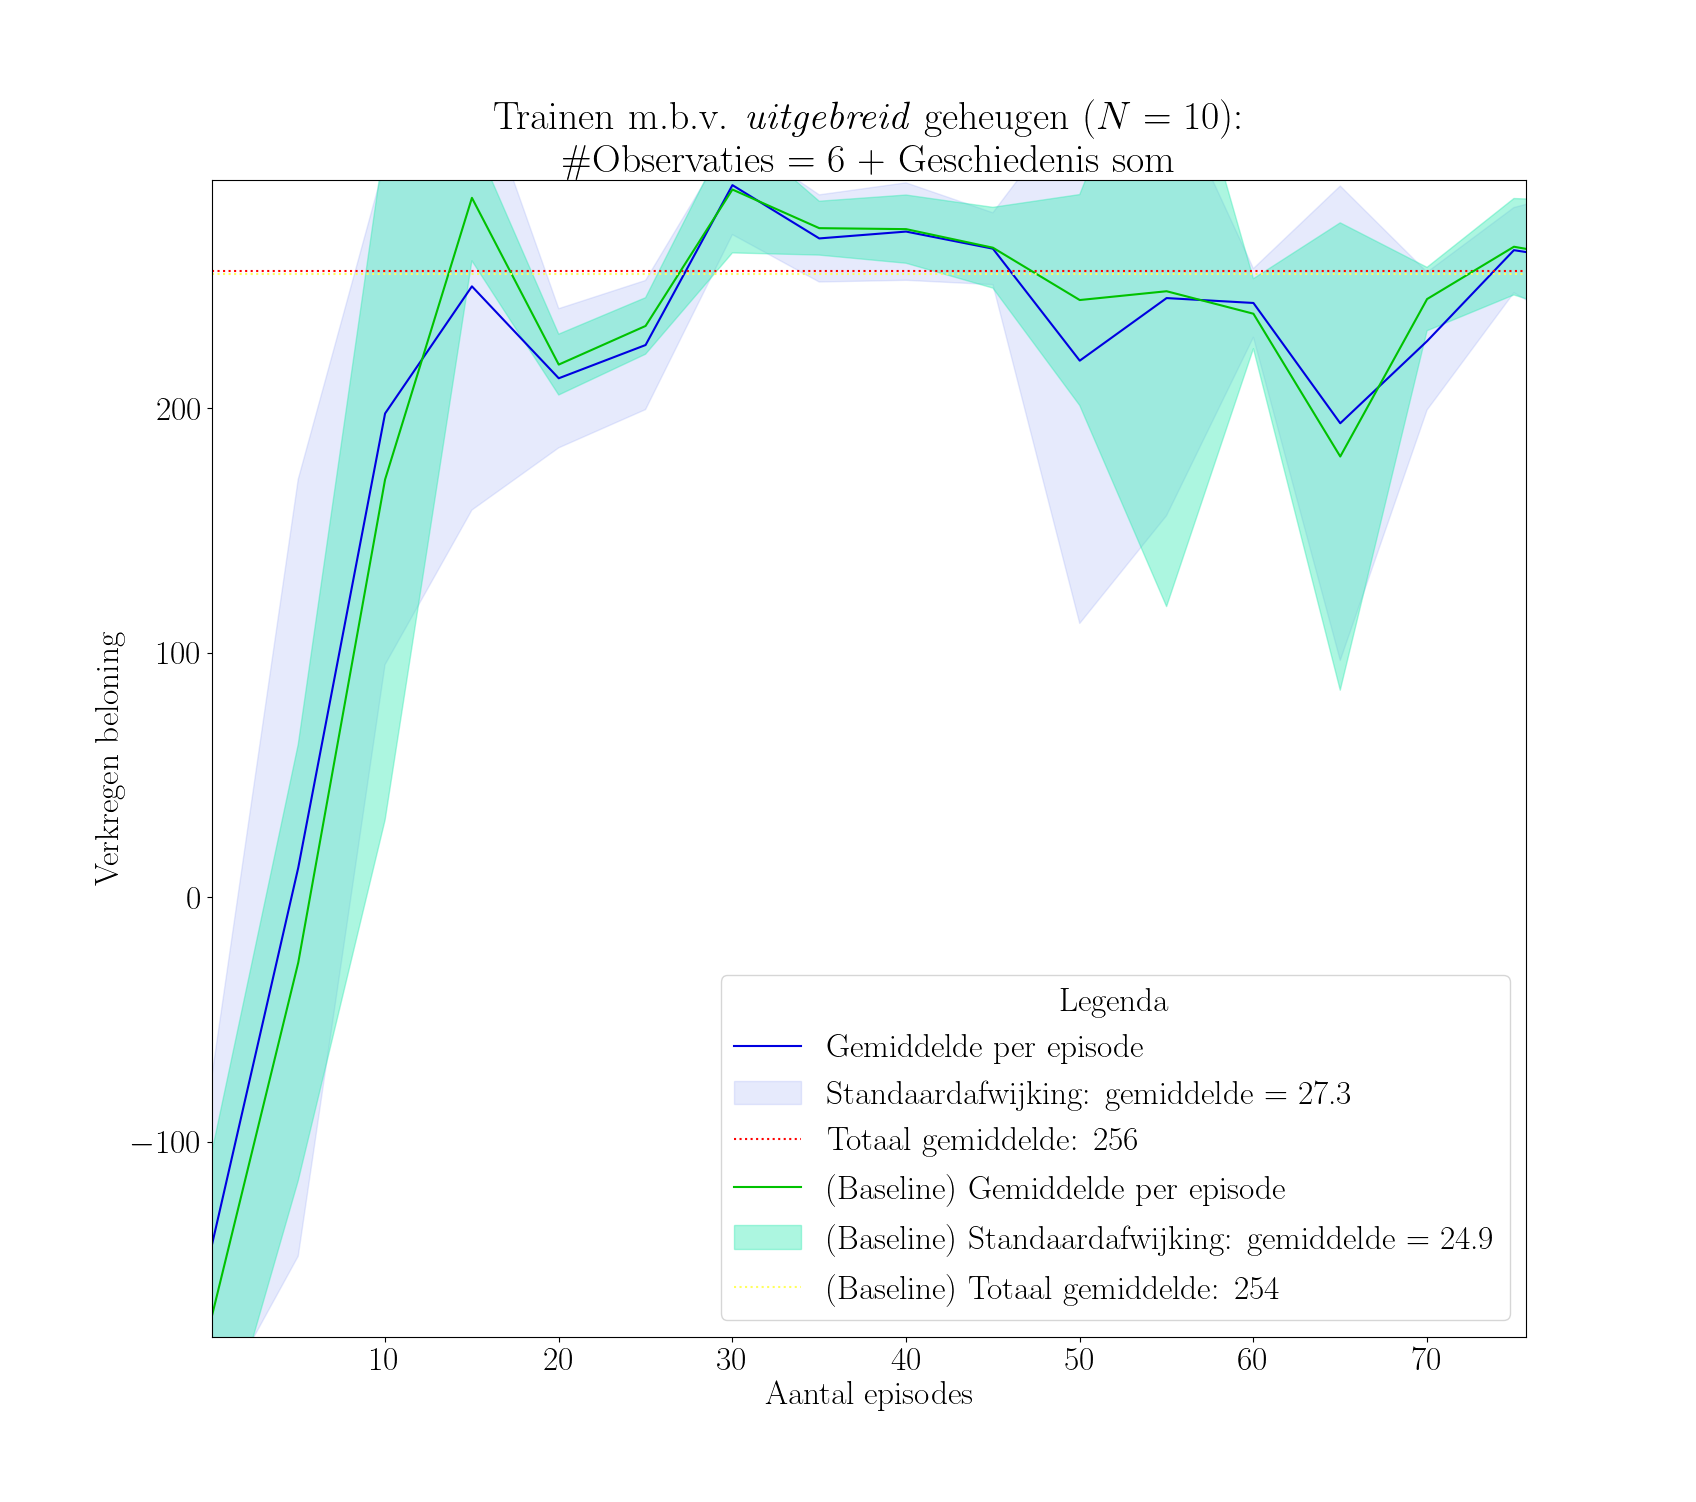 Trainen m.b.v. uitgebreid geheugen (N = 10):
#Observaties = 6 + Geschiedenis som
Verkregen beloning
200
100
0
−100
10 20 30 40 50 60 70
Aantal episodes
Legenda
Gemiddelde per episode
Standaardafwijking: gemiddelde = 27.3
Totaal gemiddelde: 256
(Baseline) Gemiddelde per episode
(Baseline) Standaardafwijking: gemiddelde = 24.9
(Baseline) Totaal gemiddelde: 254